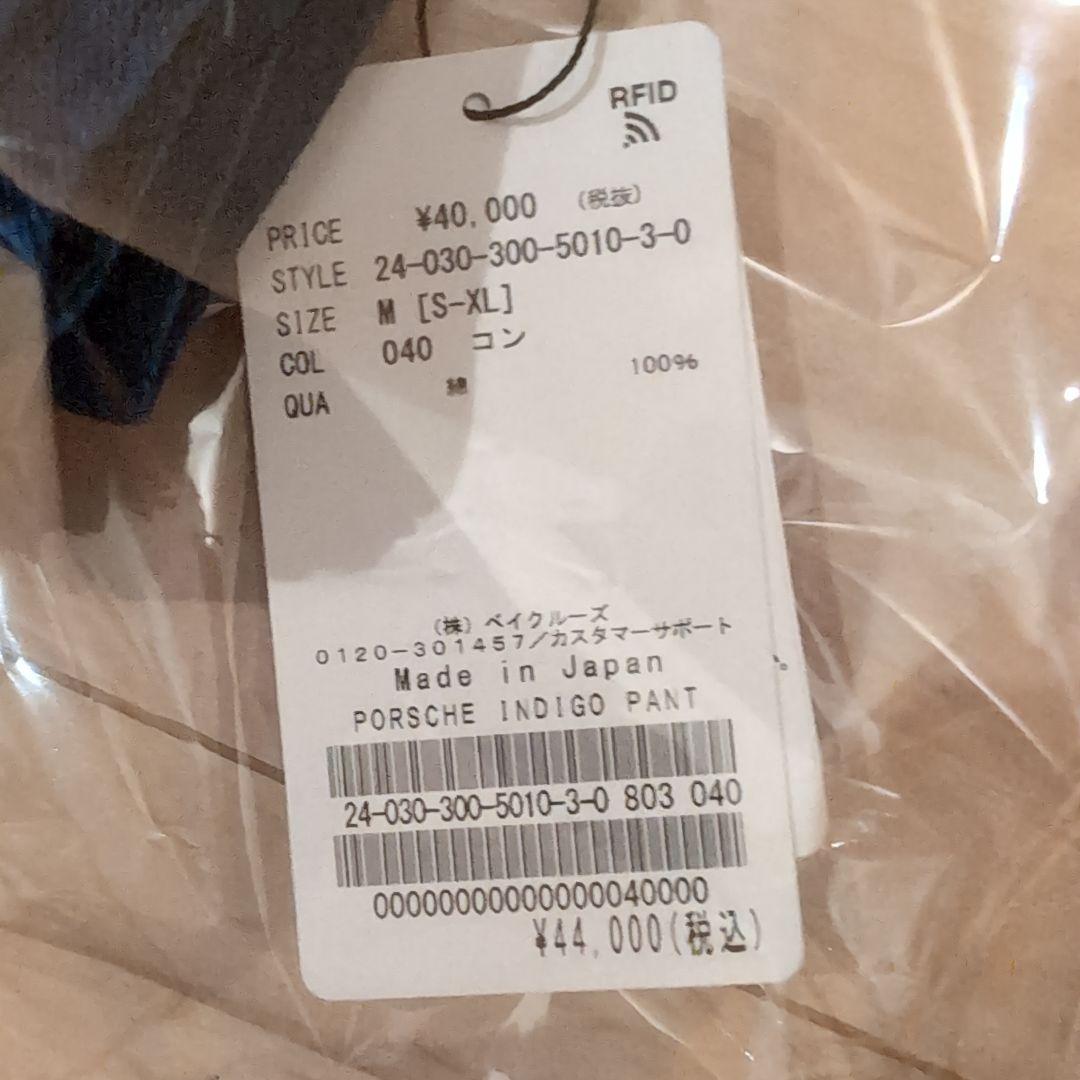 RFID
PRICE ¥40,000 (税抜)
STYLE 24-030-300-5010-3-0
SIZE M [S-XL]
COL 040 コン
QUA 綿 100%
(株) ベイクルーズ
0120-301457/カスタマーサポート
Made in Japan
PORSCHE INDIGO PANT
24-030-300-5010-3-0 803 040
00000000000000040000
¥44,000(税込)